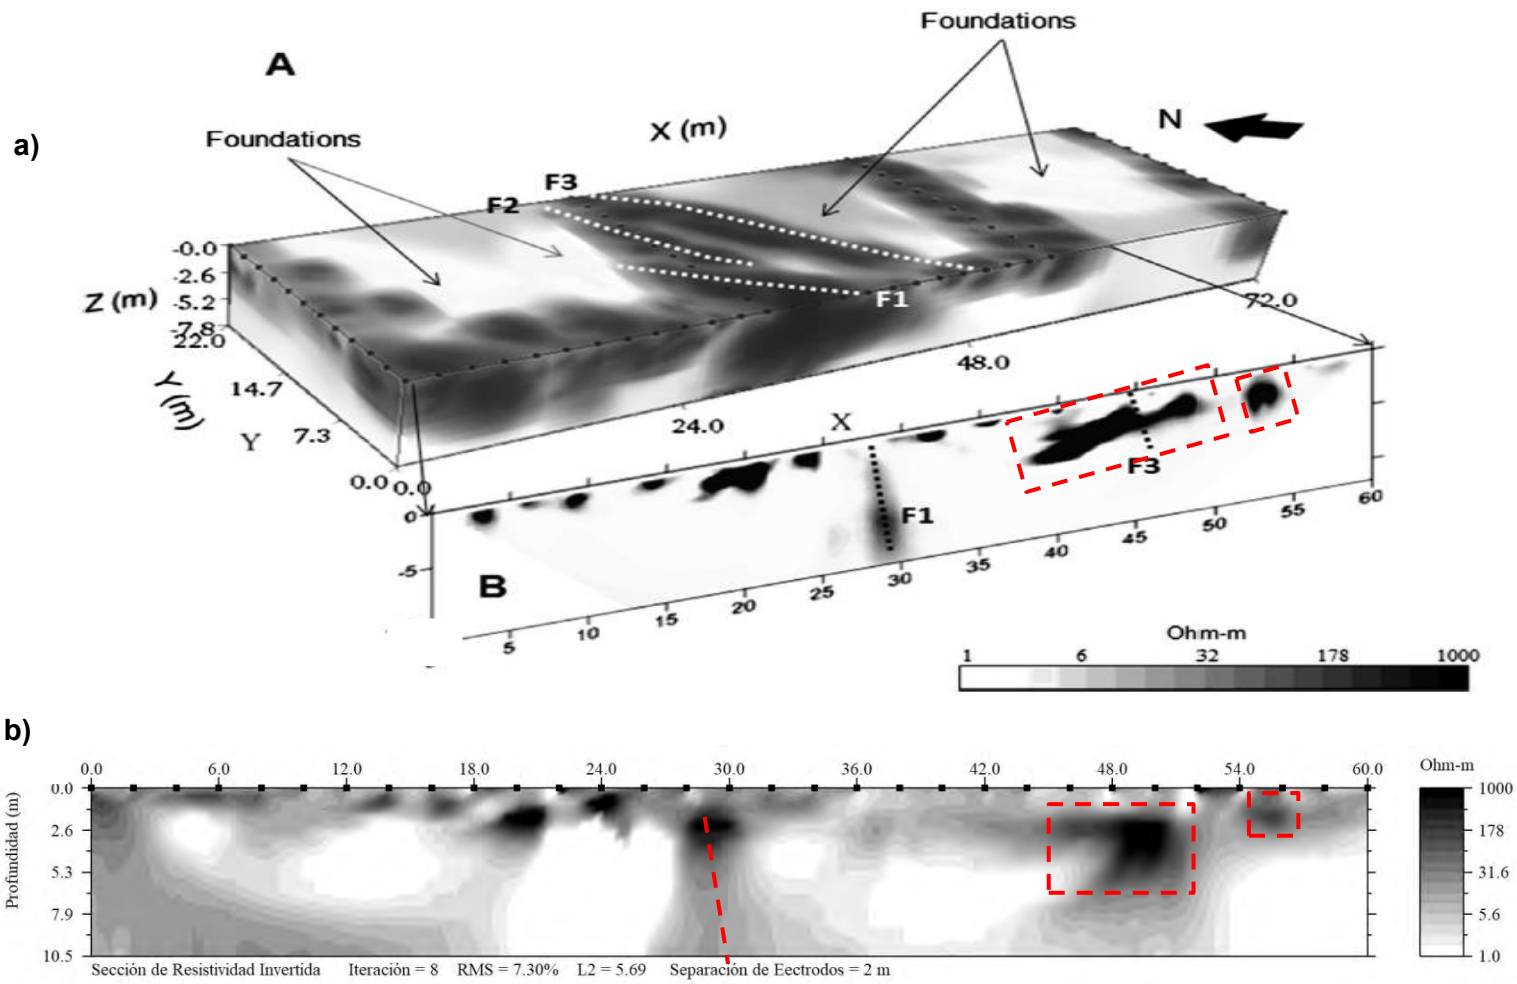 a)
A
Foundations
Foundations
X (m)
N
F3
F2
F1
-0.0
-2.6
-5.2
-7.8
Z (m)
22.0
14.7
7.3
0.0
Y (m)
Y
0.0
24.0
48.0
72.0
X
0
-5
B
F1
F3
5 10 15 20 25 30 35 40 45 50 55 60
Ohm-m
1 6 32 178 1000
b)
0.0 6.0 12.0 18.0 24.0 30.0 36.0 42.0 48.0 54.0 60.0
Profundidad (m)
0.0
2.6
5.3
7.9
10.5
Ohm-m
1000
178
31.6
5.6
1.0
Sección de Resistividad Invertida Iteración = 8 RMS = 7.30% L2 = 5.69 Separación de Eectrodos = 2 m